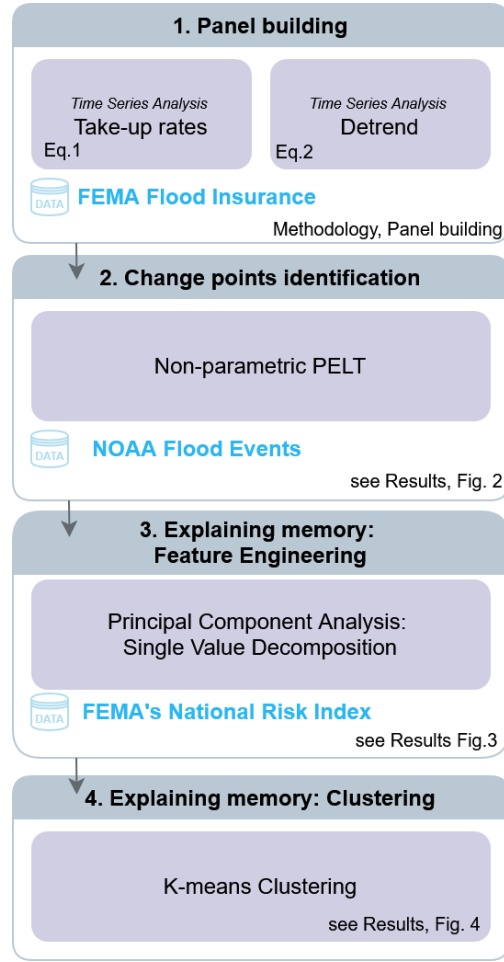 1. Panel building
Time Series Analysis
Take-up rates
Eq.1
Time Series Analysis
Detrend
Eq.2
DATA
FEMA Flood Insurance
Methodology, Panel building
2. Change points identification
Non-parametric PELT
DATA
NOAA Flood Events
see Results, Fig. 2
3. Explaining memory:
Feature Engineering
Principal Component Analysis:
Single Value Decomposition
DATA
FEMA's National Risk Index
see Results Fig.3
4. Explaining memory: Clustering
K-means Clustering
see Results, Fig. 4